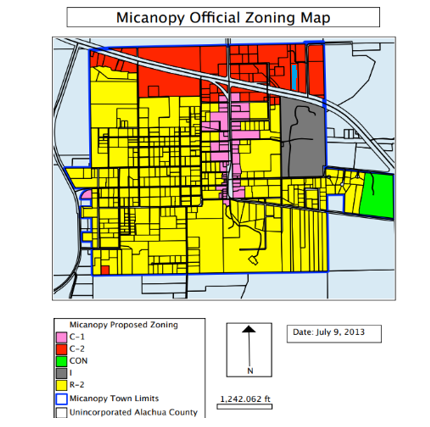 Micanopy Official Zoning Map
Micanopy Proposed Zoning
C-1
C-2
CON
I
R-2
Micanopy Town Limits
Unincorporated Alachua County
N
1,242.062 ft
Date: July 9, 2013